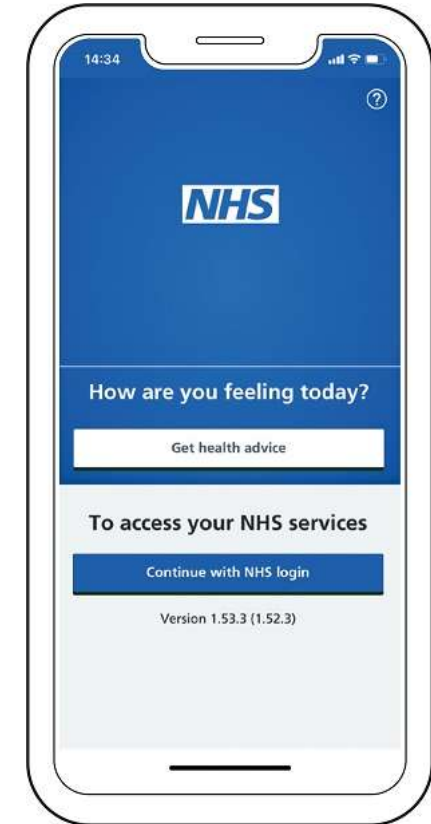 14:34
?
NHS
How are you feeling today?
Get health advice
To access your NHS services
Continue with NHS login
Version 1.53.3 (1.52.3)